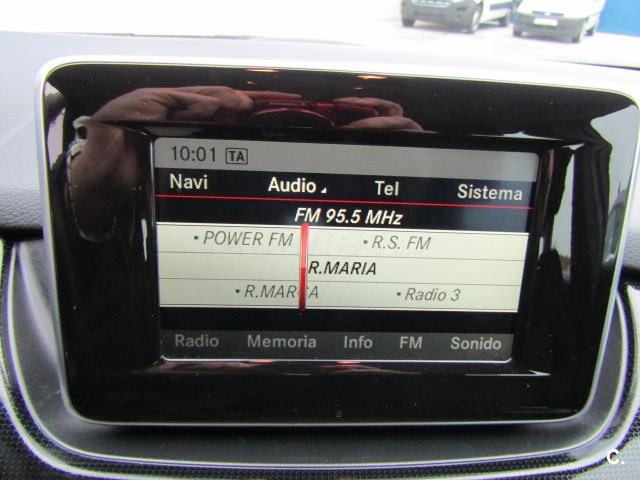 10:01 TA
Navi Audio Tel Sistema
FM 95.5 MHz
• POWER FM • R.S. FM
R.MARIA
• R.MARCA • Radio 3
Radio Memoria Info FM Sonido
C.